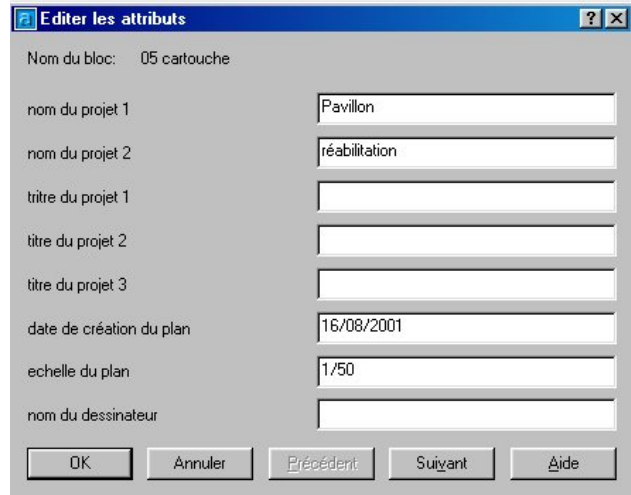 Editer les attributs
Nom du bloc: 05 cartouche
nom du projet 1 Pavillon
nom du projet 2 réabilitation
tritre du projet 1
titre du projet 2
titre du projet 3
date de création du plan 16/08/2001
echelle du plan 1/50
nom du dessinateur
OK Annuler Précédent Suivant Aide